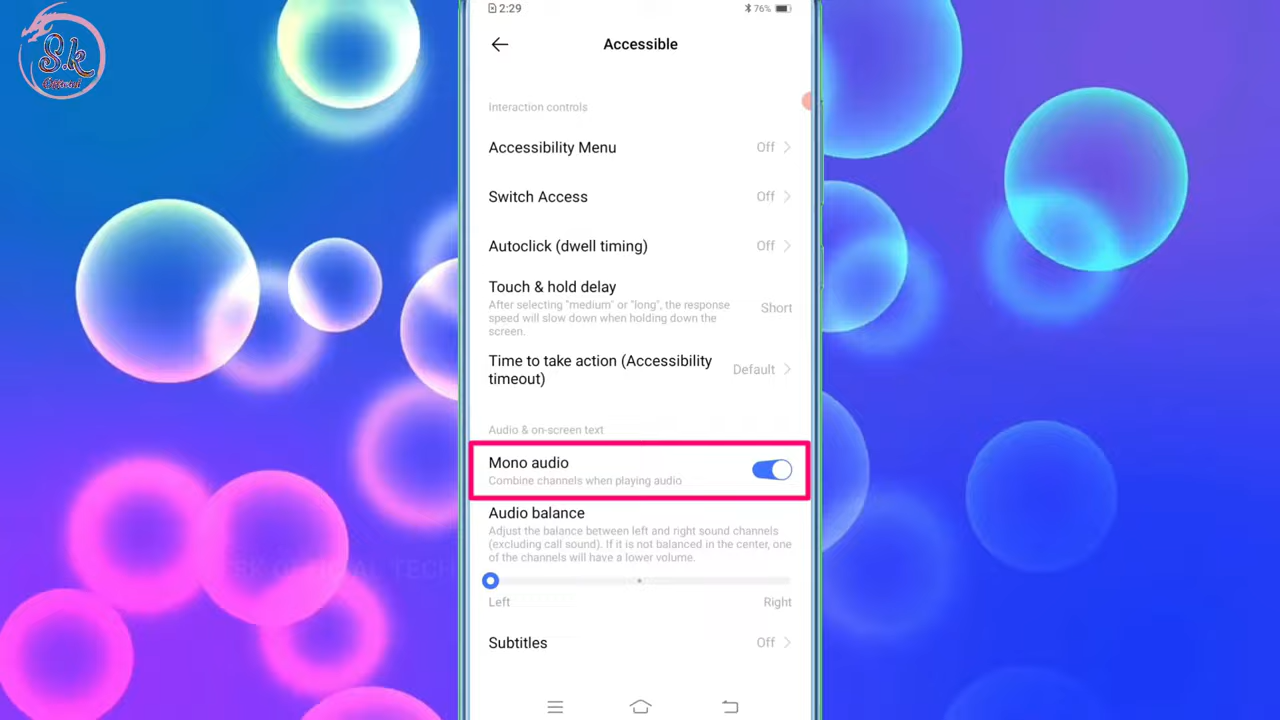 S.k
Official
2:29
76%
Accessible
Interaction controls
Accessibility Menu
Off
Switch Access
Off
Autoclick (dwell timing)
Off
Touch & hold delay
After selecting "medium" or "long", the response
speed will slow down when holding down the
screen.
Short
Time to take action (Accessibility
timeout)
Default
Audio & on-screen text
Mono audio
Combine channels when playing audio
Audio balance
Adjust the balance between left and right sound channels
(excluding call sound). If it is not balanced in the center, one
of the channels will have a lower volume.
Left
Right
Subtitles
Off
SK OFFICIAL TECH